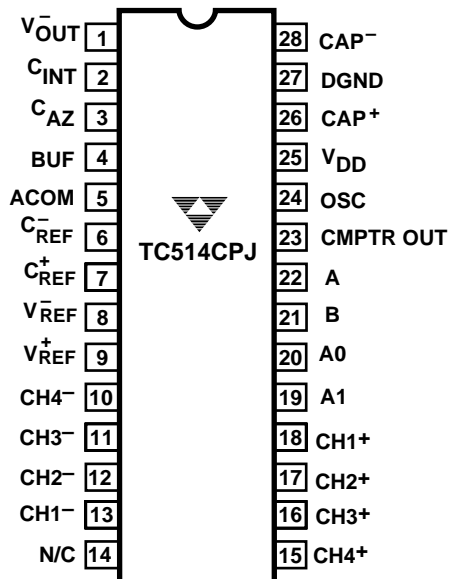 V⁻OUT 1 28 CAP⁻
CINT 2 27 DGND
CAZ 3 26 CAP⁺
BUF 4 25 VDD
ACOM 5 24 OSC
C⁻REF 6 23 CMPTR OUT
TC514CPJ
C⁺REF 7 22 A
V⁻REF 8 21 B
V⁺REF 9 20 A0
CH4⁻ 10 19 A1
CH3⁻ 11 18 CH1⁺
CH2⁻ 12 17 CH2⁺
CH1⁻ 13 16 CH3⁺
N/C 14 15 CH4⁺